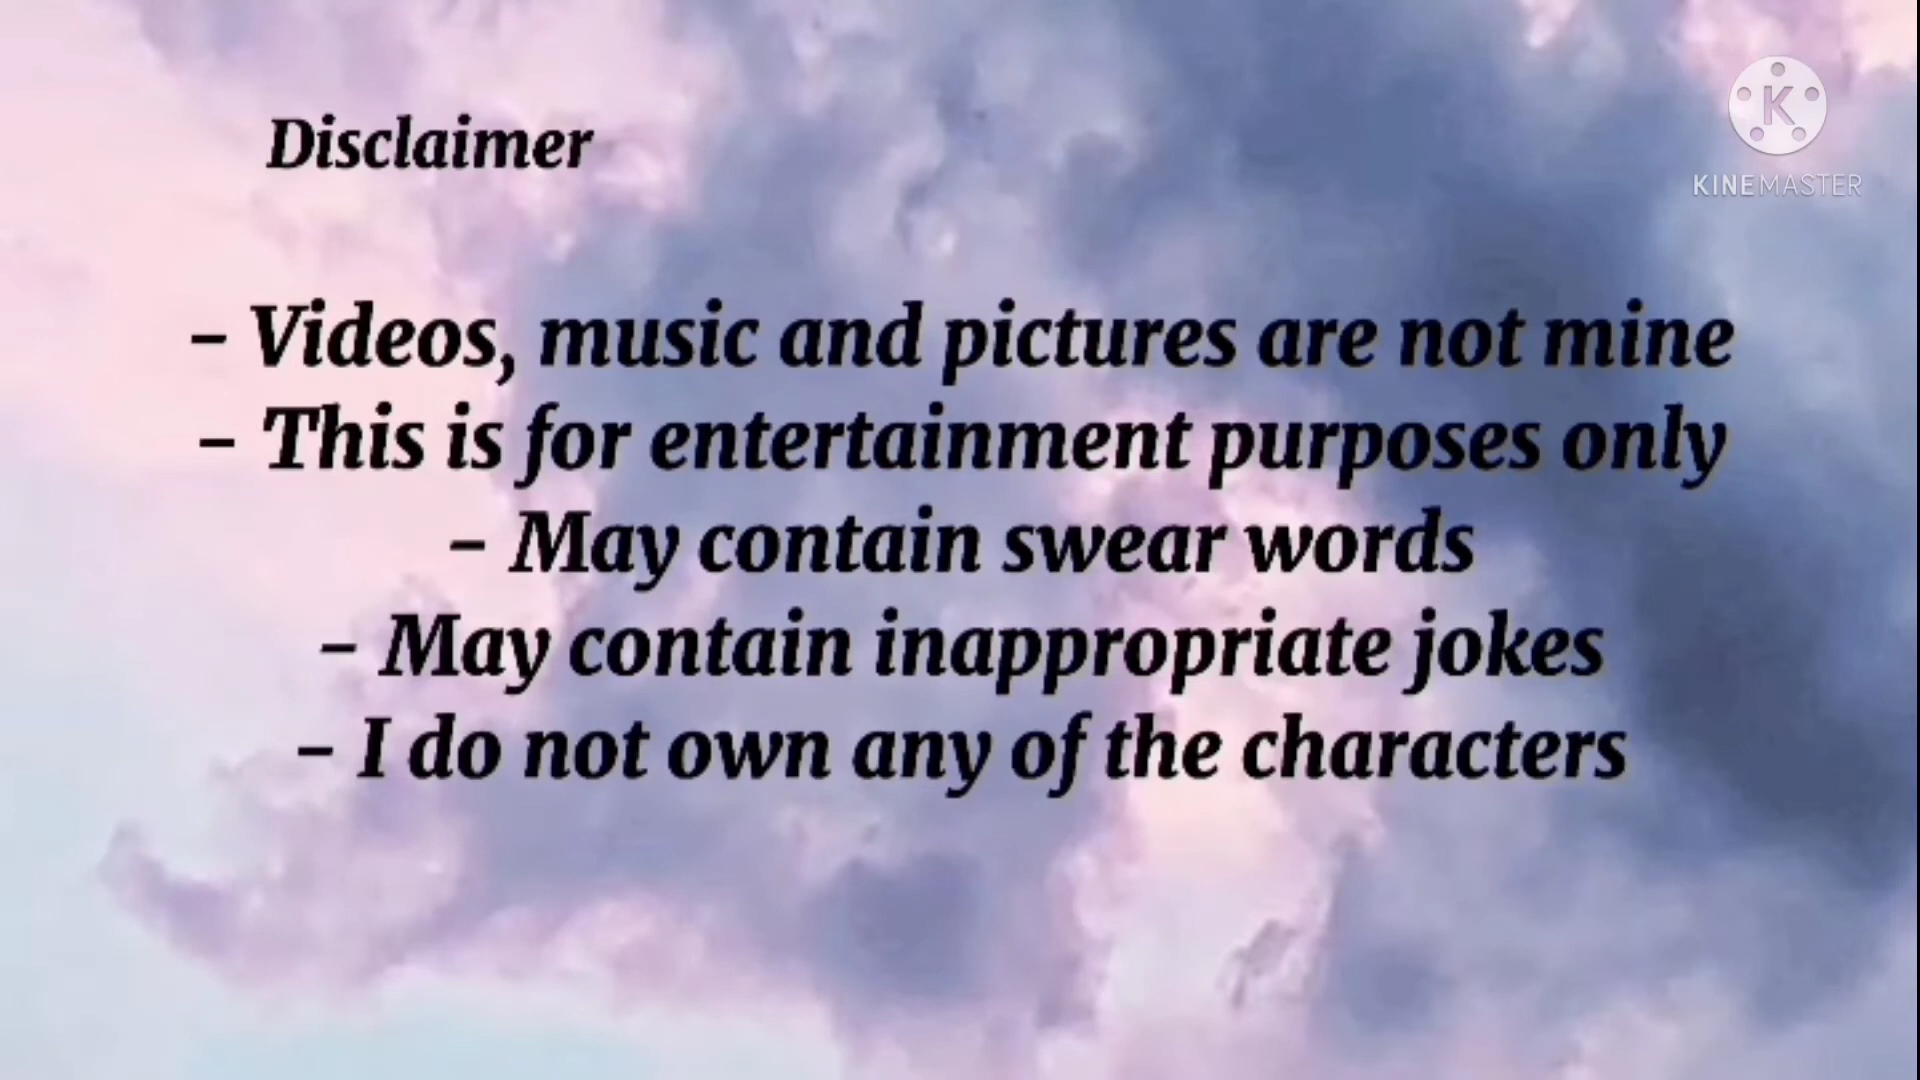 Disclaimer
K
KINEMASTER
- Videos, music and pictures are not mine
- This is for entertainment purposes only
- May contain swear words
- May contain inappropriate jokes
- I do not own any of the characters